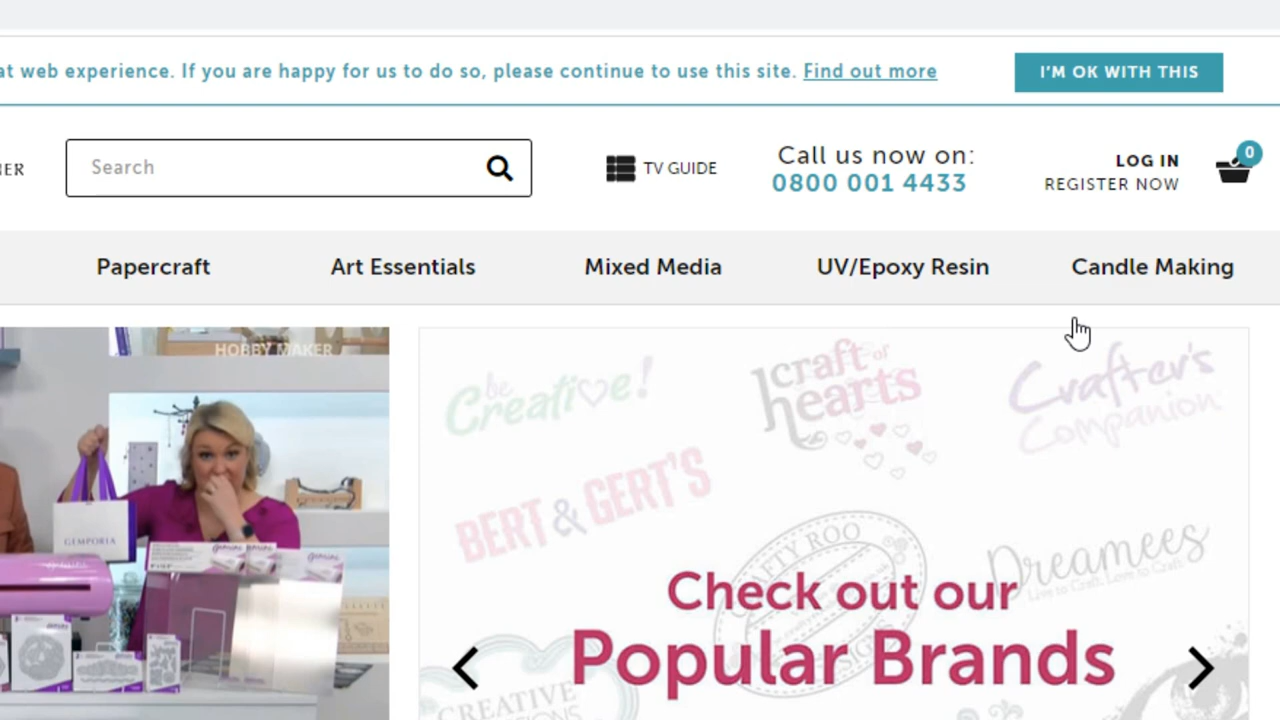 at web experience. If you are happy for us to do so, please continue to use this site. Find out more
I'M OK WITH THIS
ER
Search
TV GUIDE
Call us now on:
0800 001 4433
LOG IN
REGISTER NOW
0
Papercraft
Art Essentials
Mixed Media
UV/Epoxy Resin
Candle Making
HOBBY MAKER
GEMPORIA
be
Creative!
craft or
hearts
Crafter's
Companion
BERT & GERT'S
CRAFTY ROO
DESIGNS
Dreamees
Live to Craft, Love to Craft
Check out our
Popular Brands
CREATIVE